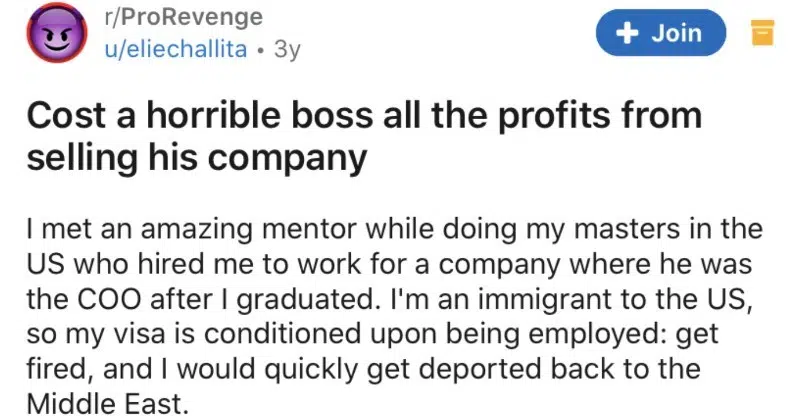 r/ProRevenge
u/eliechallita • 3y
+ Join
Cost a horrible boss all the profits from
selling his company
I met an amazing mentor while doing my masters in the
US who hired me to work for a company where he was
the COO after I graduated. I'm an immigrant to the US,
so my visa is conditioned upon being employed: get
fired, and I would quickly get deported back to the
Middle East.